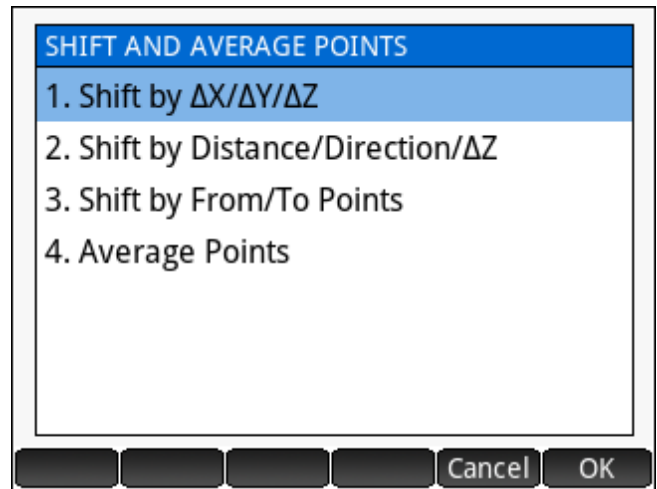 SHIFT AND AVERAGE POINTS
1. Shift by ΔX/ΔY/ΔZ
2. Shift by Distance/Direction/ΔZ
3. Shift by From/To Points
4. Average Points
Cancel OK